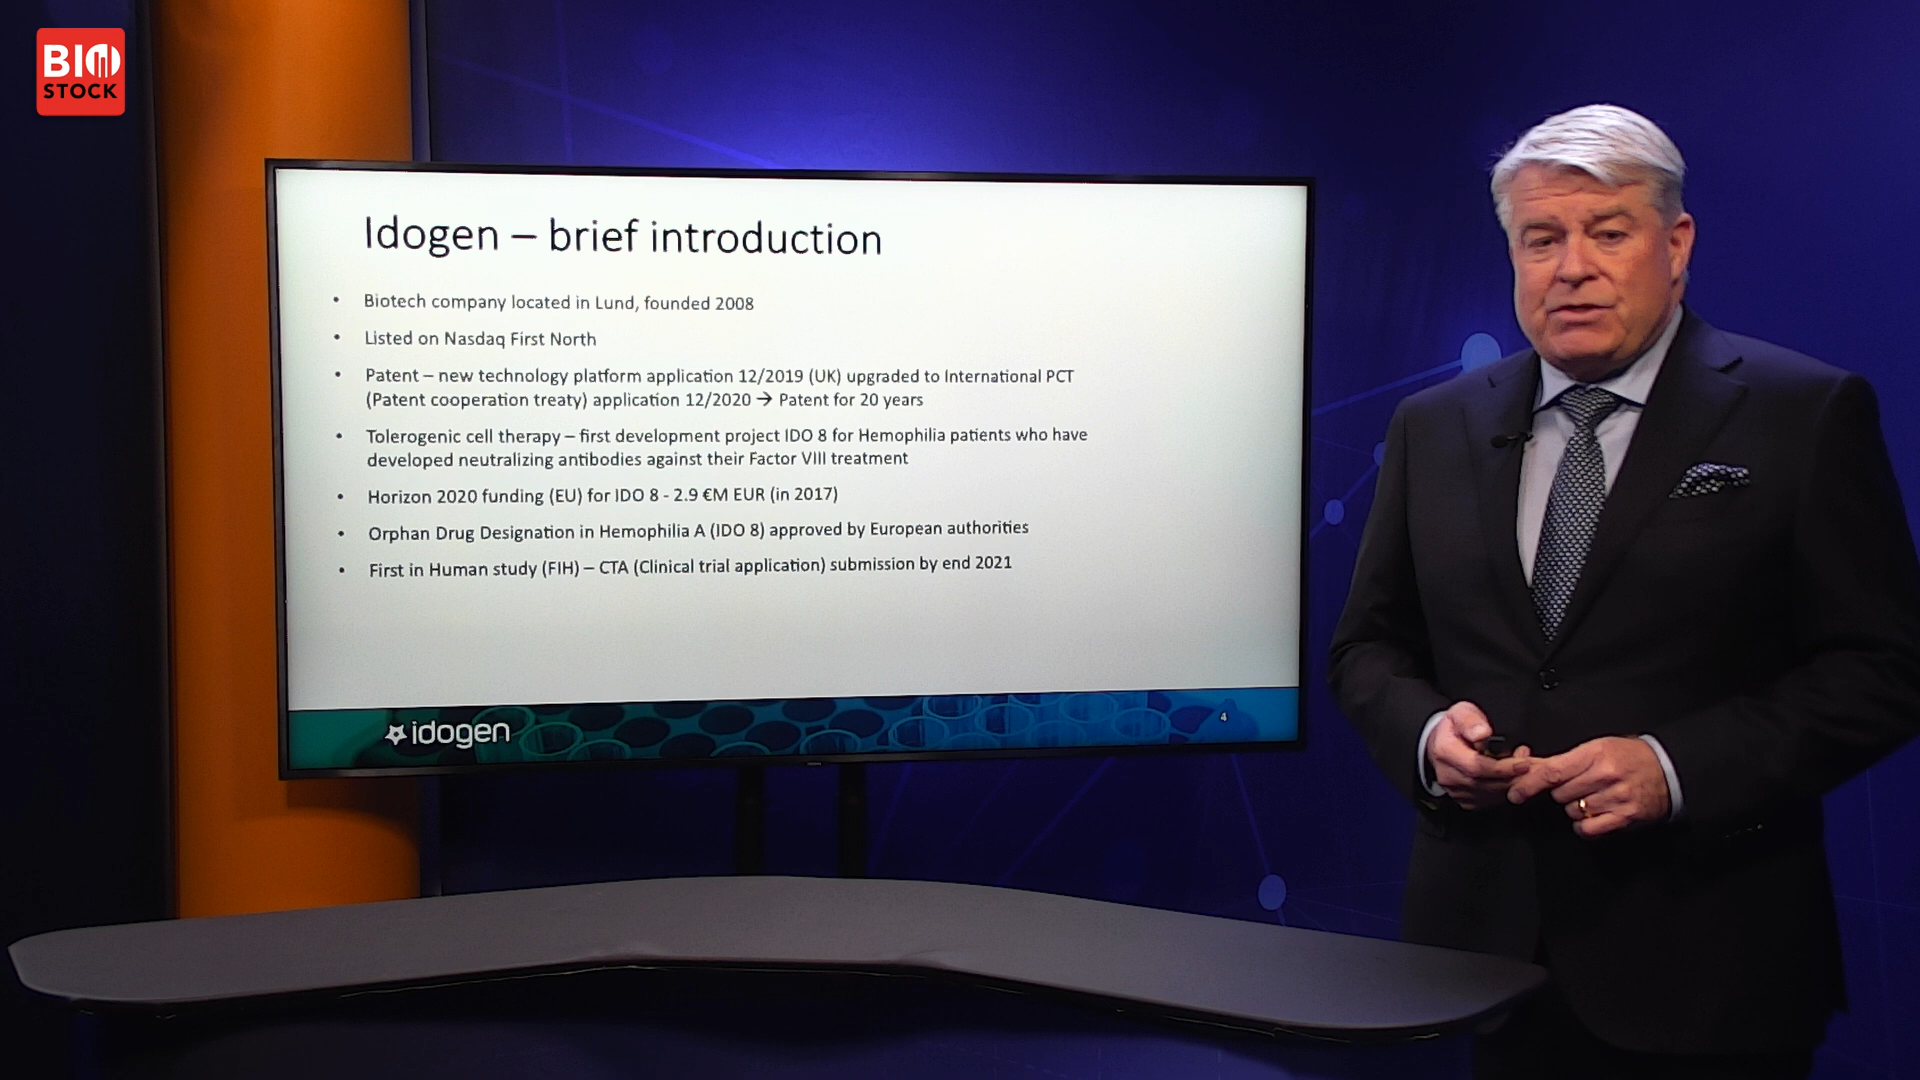 BIO
STOCK
Idogen – brief introduction
• Biotech company located in Lund, founded 2008
• Listed on Nasdaq First North
• Patent – new technology platform application 12/2019 (UK) upgraded to International PCT
(Patent cooperation treaty) application 12/2020 → Patent for 20 years
• Tolerogenic cell therapy – first development project IDO 8 for Hemophilia patients who have
developed neutralizing antibodies against their Factor VIII treatment
• Horizon 2020 funding (EU) for IDO 8 - 2.9 €M EUR (in 2017)
• Orphan Drug Designation in Hemophilia A (IDO 8) approved by European authorities
• First in Human study (FIH) – CTA (Clinical trial application) submission by end 2021
idogen
4